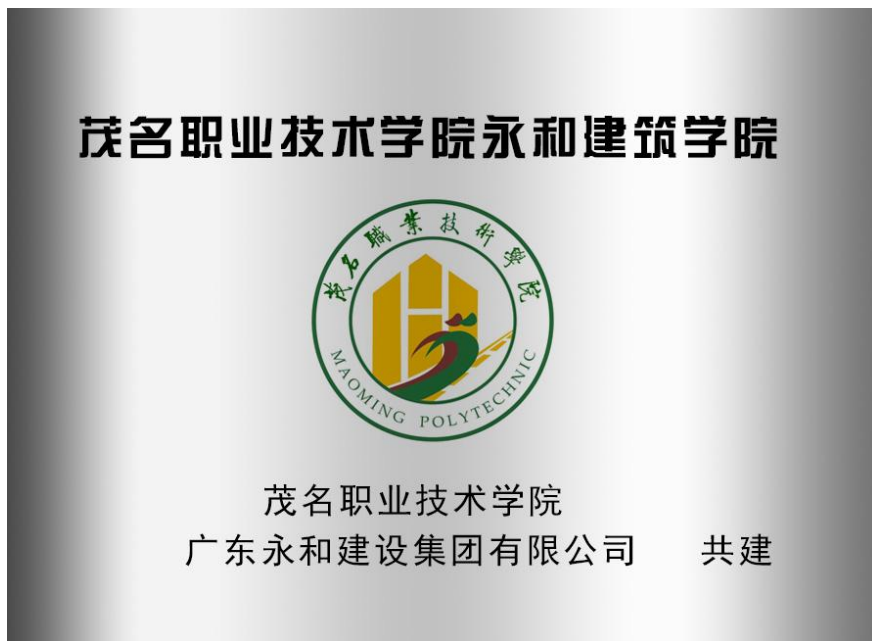 茂名职业技术学院永和建筑学院
茂名職業技術學院
MAOMING POLYTECHNIC
茂名职业技术学院
广东永和建设集团有限公司 共建